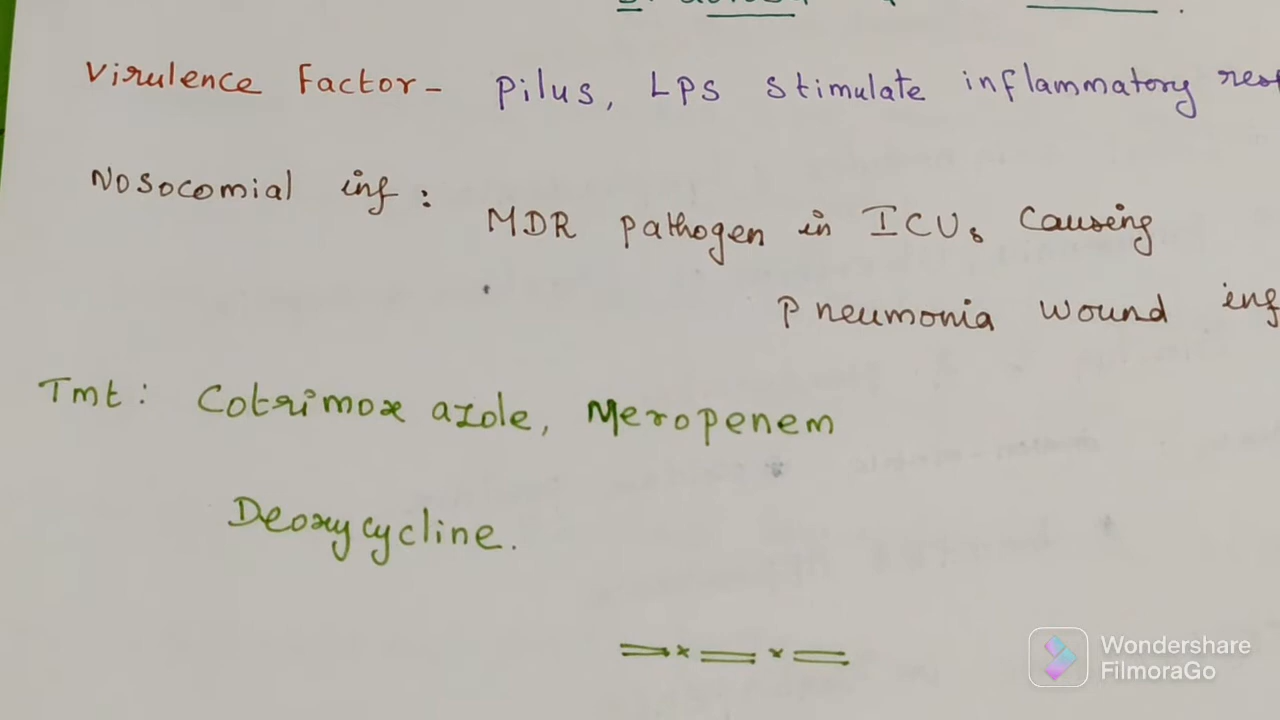 Virulence Factor - Pilus, LPS stimulate inflammatory
Nosocomial inf :
MDR pathogen in ICUs causing
Pneumonia wound inf
Tmt : Cotrimoxazole, Meropenem
Deoxycycline.
Wondershare
FilmoraGo